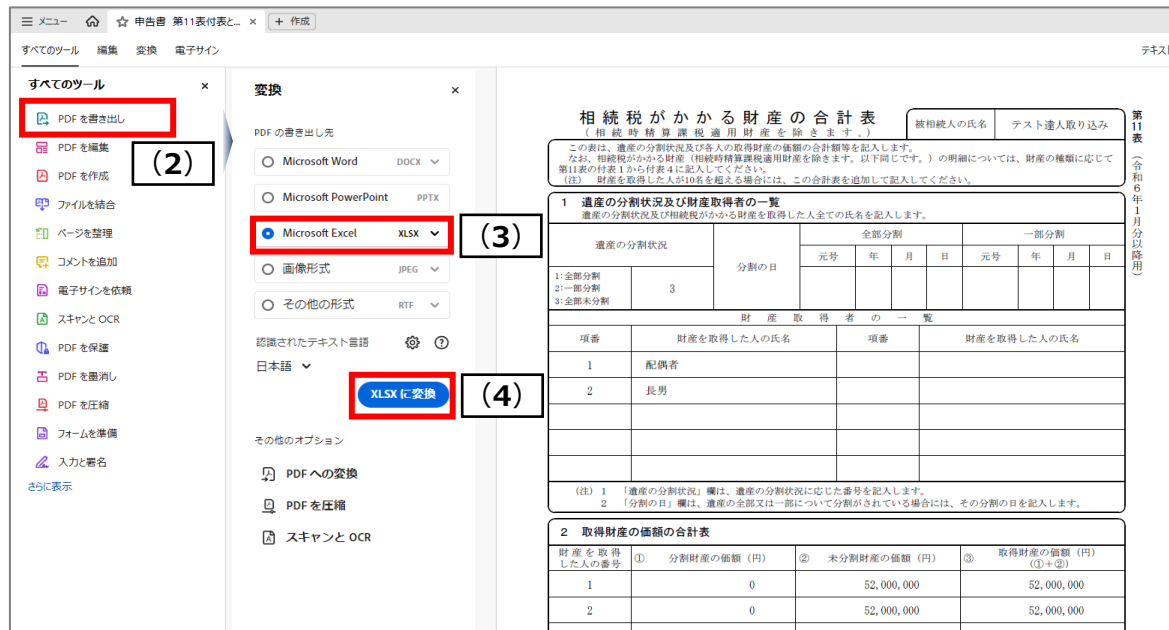 メニュー 申告書 第11表付表と... × + 作成
すべてのツール 編集 変換 電子サイン
すべてのツール ×
PDF を書き出し
PDF を編集
(2)
PDF を作成
ファイルを結合
ページを整理
コメントを追加
電子サインを依頼
スキャンと OCR
PDF を保護
PDF を墨消し
PDF を圧縮
フォームを準備
入力と署名
さらに表示
変換 ×
PDF の書き出し先
Microsoft Word DOCX
Microsoft PowerPoint PPTX
Microsoft Excel XLSX
(3)
画像形式 JPEG
その他の形式 RTF
認識されたテキスト言語
日本語
XLSX に変換
(4)
その他のオプション
PDF への変換
PDF を圧縮
スキャンと OCR
相続税がかかる財産の合計表
(相続時精算課税適用財産を除きます。)
被相続人の氏名 テスト達人取り込み
第11表(令和6年1月分以降用)
この表は、遺産の分割状況及び各人の取得財産の価額の合計額等を記入します。
なお、相続税がかかる財産(相続時精算課税適用財産を除きます。以下同じです。)の明細については、財産の種類に応じて
第11表の付表1から付表4に記入してください。
(注) 財産を取得した人が10名を超える場合には、この合計表を追加して記入してください。
1 遺産の分割状況及び財産取得者の一覧
遺産の分割状況及び相続税がかかる財産を取得した人全ての氏名を記入します。
遺産の分割状況 分割の日 全部分割 一部分割
元号 年 月 日 元号 年 月 日
1:全部分割
2:一部分割
3:全部未分割
3
財産取得者の一覧
項番 財産を取得した人の氏名 項番 財産を取得した人の氏名
1 配偶者
2 長男
(注) 1 「遺産の分割状況」欄は、遺産の分割状況に応じた番号を記入します。
2 「分割の日」欄は、遺産の全部又は一部について分割がされている場合には、その分割の日を記入します。
2 取得財産の価額の合計表
財産を取得した人の番号 ① 分割財産の価額(円) ② 未分割財産の価額(円) ③ 取得財産の価額(円)(①+②)
1 0 52,000,000 52,000,000
2 0 52,000,000 52,000,000